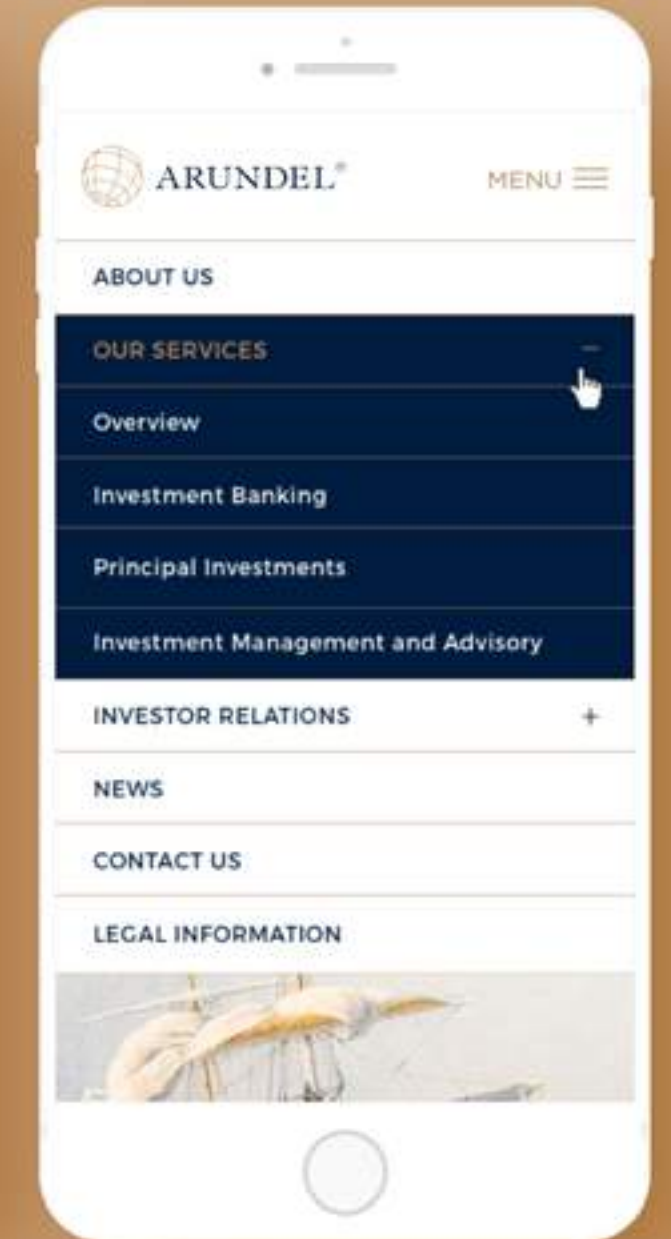 ARUNDEL®
MENU
ABOUT US
OUR SERVICES −
Overview
Investment Banking
Principal Investments
Investment Management and Advisory
INVESTOR RELATIONS +
NEWS
CONTACT US
LEGAL INFORMATION